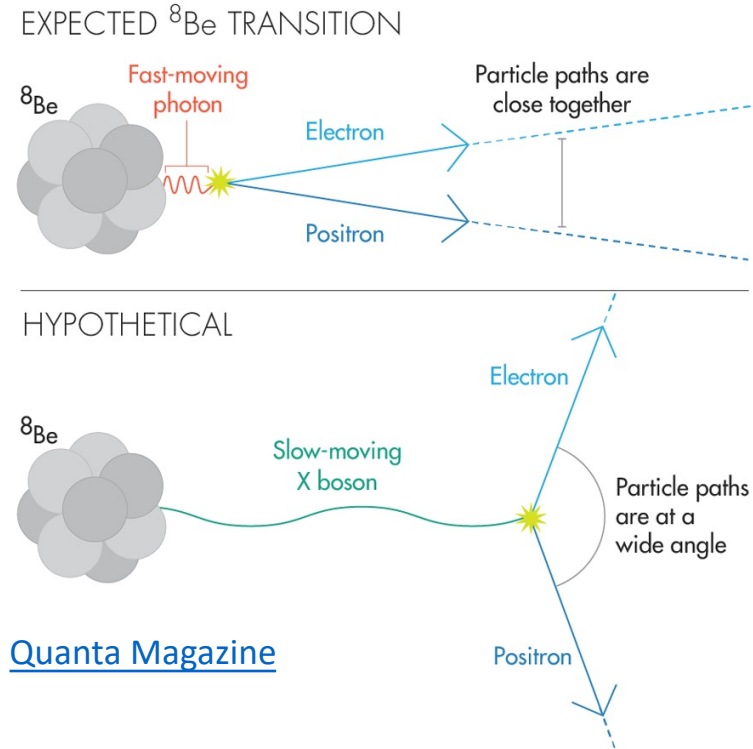 EXPECTED ⁸Be TRANSITION
⁸Be
Fast-moving
photon
Electron
Positron
Particle paths are
close together
HYPOTHETICAL
⁸Be
Slow-moving
X boson
Electron
Particle paths
are at a
wide angle
Positron
Quanta Magazine